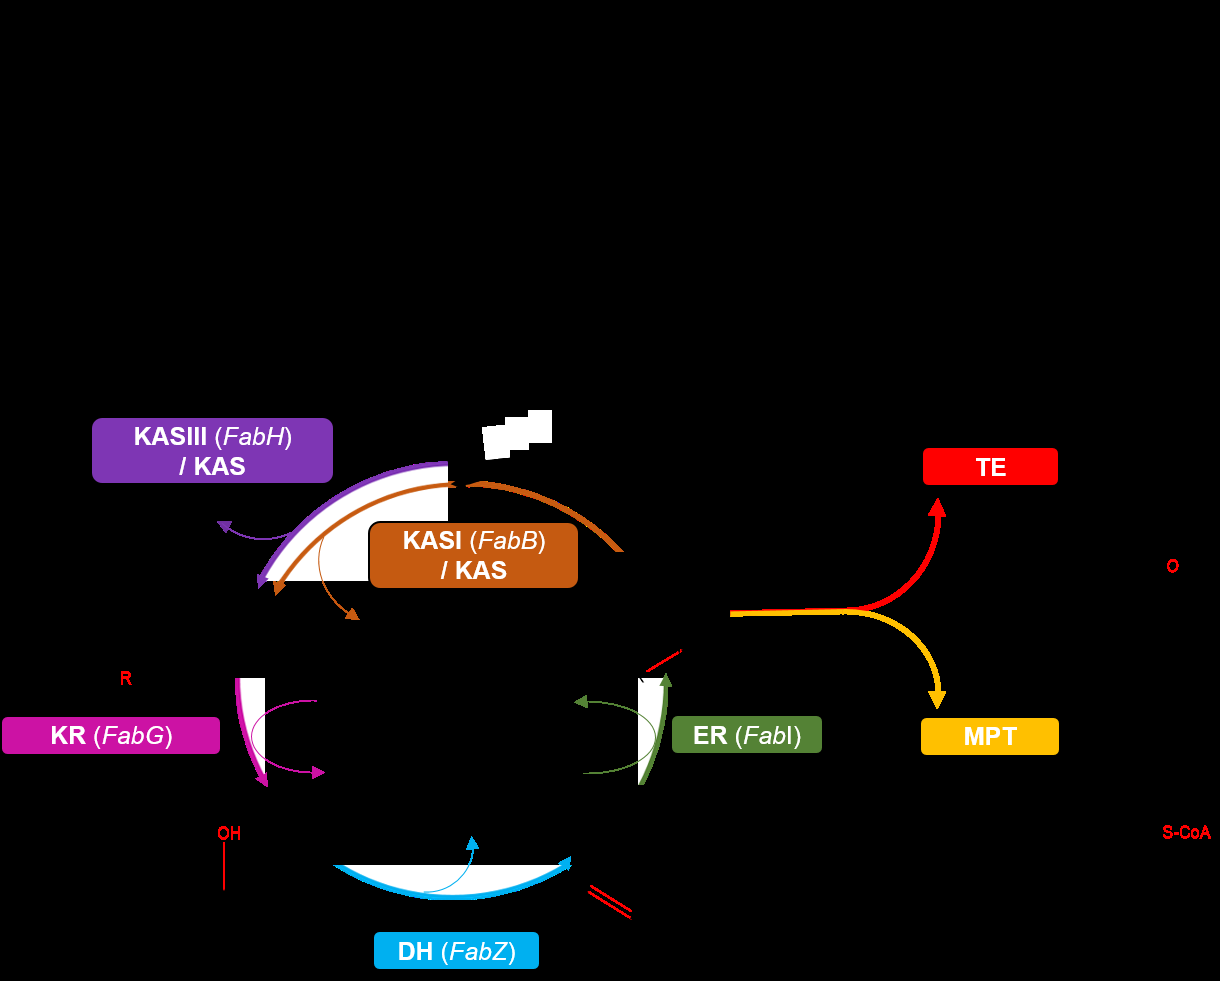 KASIII (FabH)
/ KAS
TE
KASI (FabB)
/ KAS
O
R
KR (FabG)
ER (FabI)
MPT
OH
S-CoA
DH (FabZ)